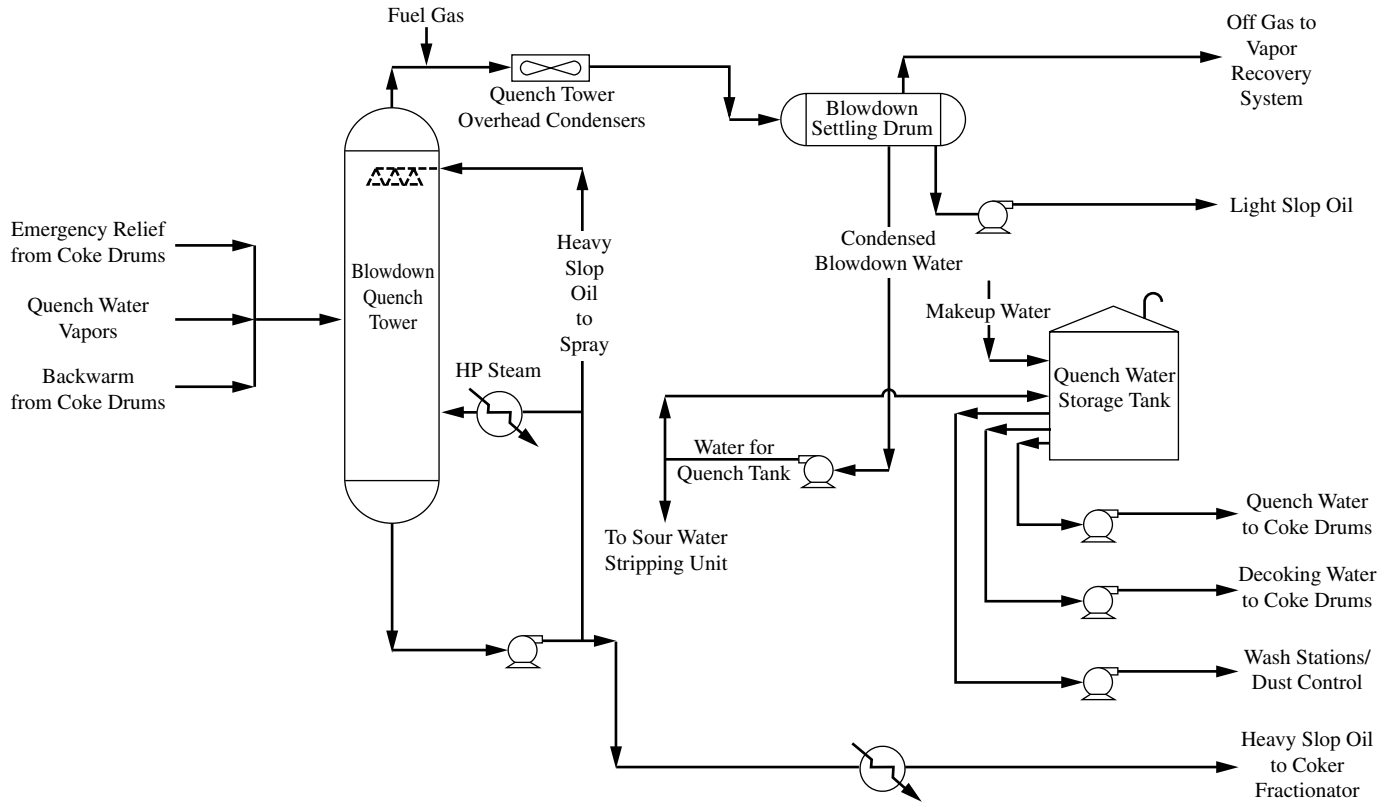 Fuel Gas
Quench Tower
Overhead Condensers
Blowdown
Settling Drum
Off Gas to
Vapor
Recovery
System
Light Slop Oil
Emergency Relief
from Coke Drums
Quench Water
Vapors
Backwarm
from Coke Drums
Blowdown
Quench
Tower
Heavy
Slop
Oil
to
Spray
HP Steam
Condensed
Blowdown Water
Makeup Water
Quench Water
Storage Tank
Water for
Quench Tank
To Sour Water
Stripping Unit
Quench Water
to Coke Drums
Decoking Water
to Coke Drums
Wash Stations/
Dust Control
Heavy Slop Oil
to Coker
Fractionator